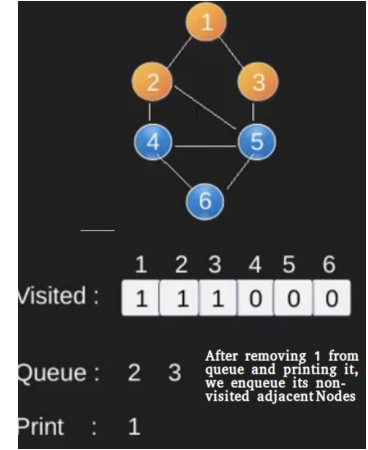 1
2 3
4 5
6
1 2 3 4 5 6
Visited : 1 1 1 0 0 0
Queue : 2 3
After removing 1 from
queue and printing it,
we enqueue its non-
visited adjacent Nodes
Print : 1